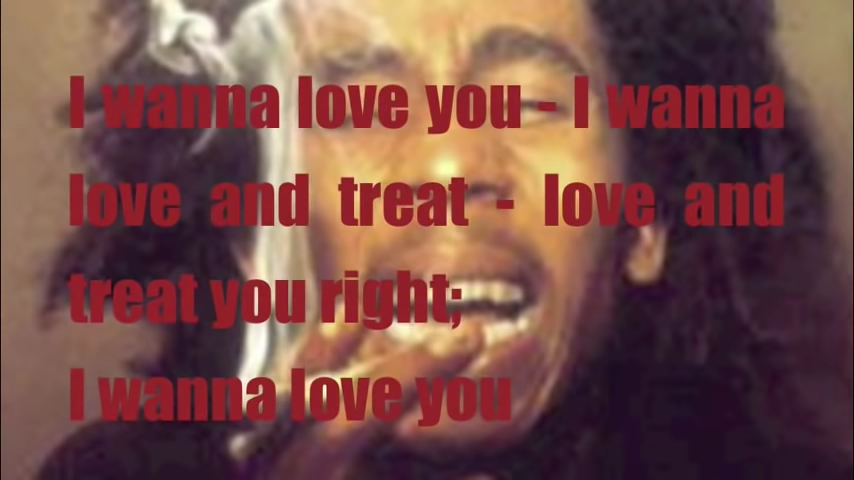 I wanna love you - I wanna
love and treat - love and
treat you right;
I wanna love you